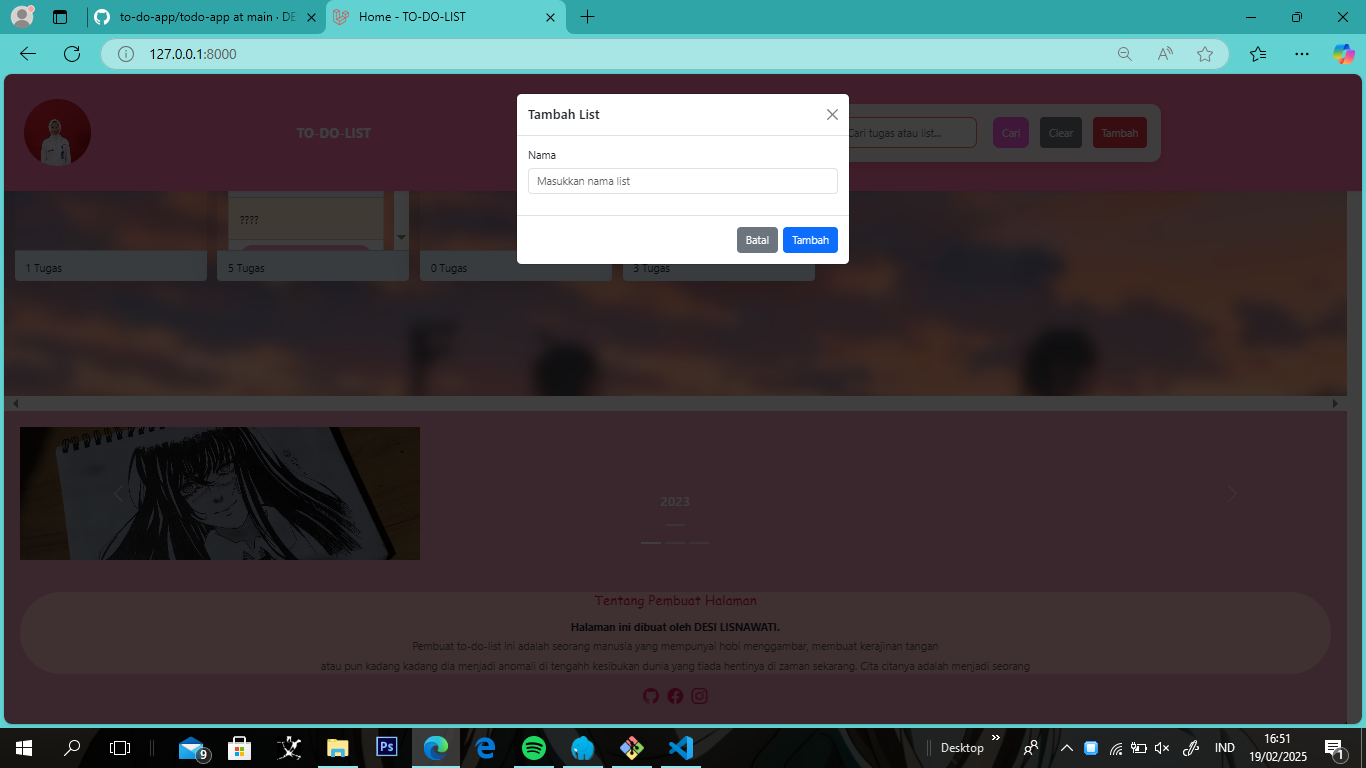 to-do-app/todo-app at main · DE
Home - TO-DO-LIST
127.0.0.1:8000
TO-DO-LIST
Cari tugas atau list...
Cari
Clear
Tambah
Tambah List
Nama
Masukkan nama list
Batal
Tambah
????
1 Tugas
5 Tugas
0 Tugas
3 Tugas
2023
Tentang Pembuat Halaman
Halaman ini dibuat oleh DESI LISNAWATI.
Pembuat to-do-list ini adalah seorang manusia yang mempunyai hobi menggambar, membuat kerajinan tangan
atau pun kadang kadang dia menjadi anomali di tengahh kesibukan dunia yang tiada hentinya di zaman sekarang. Cita citanya adalah menjadi seorang
9
Ps
Desktop
IND
16:51
19/02/2025
1